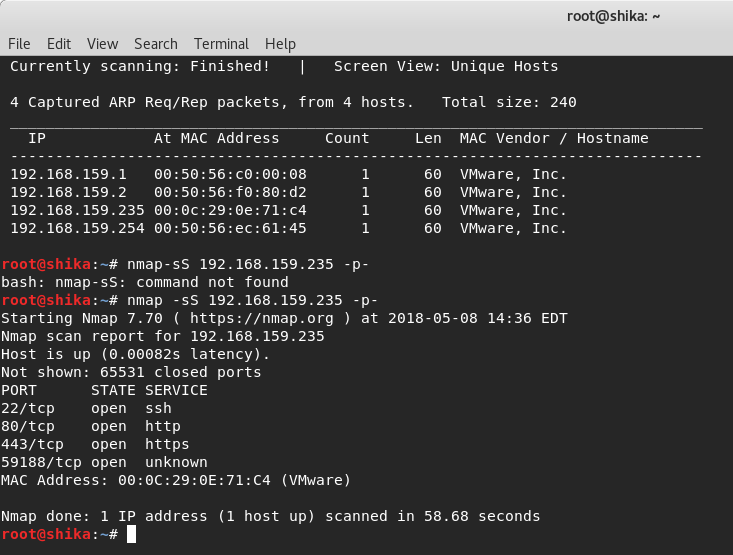 root@shika: ~
File Edit View Search Terminal Help
Currently scanning: Finished!   |   Screen View: Unique Hosts
4 Captured ARP Req/Rep packets, from 4 hosts.   Total size: 240
_____________________________________________________________________________
  IP            At MAC Address     Count     Len  MAC Vendor / Hostname
-----------------------------------------------------------------------------
192.168.159.1   00:50:56:c0:00:08      1      60  VMware, Inc.
192.168.159.2   00:50:56:f0:80:d2      1      60  VMware, Inc.
192.168.159.235 00:0c:29:0e:71:c4      1      60  VMware, Inc.
192.168.159.254 00:50:56:ec:61:45      1      60  VMware, Inc.
root@shika:~# nmap-sS 192.168.159.235 -p-
bash: nmap-sS: command not found
root@shika:~# nmap -sS 192.168.159.235 -p-
Starting Nmap 7.70 ( https://nmap.org ) at 2018-05-08 14:36 EDT
Nmap scan report for 192.168.159.235
Host is up (0.00082s latency).
Not shown: 65531 closed ports
PORT      STATE SERVICE
22/tcp    open  ssh
80/tcp    open  http
443/tcp   open  https
59188/tcp open  unknown
MAC Address: 00:0C:29:0E:71:C4 (VMware)
Nmap done: 1 IP address (1 host up) scanned in 58.68 seconds
root@shika:~#